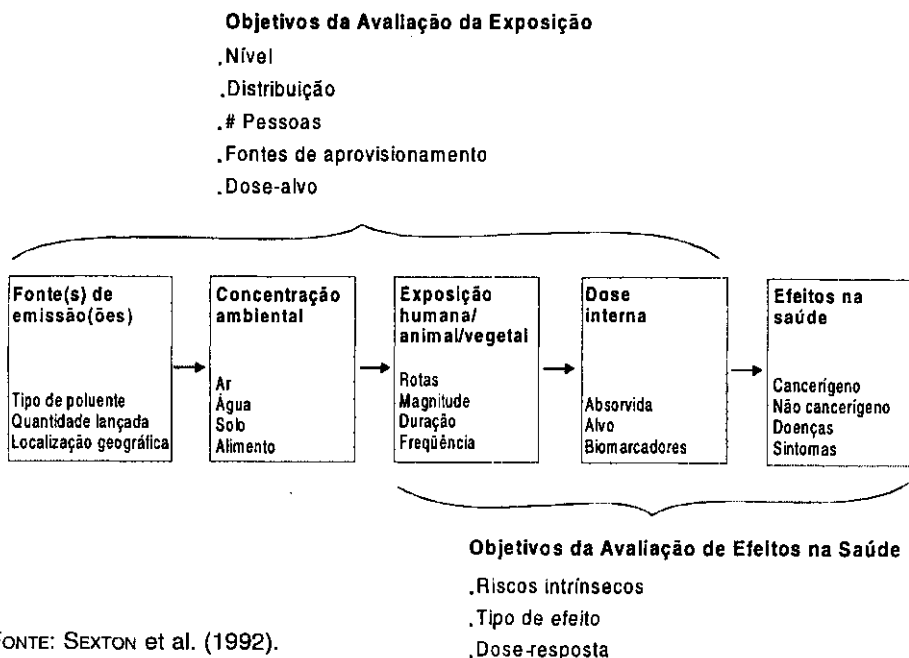 Objetivos da Avaliação da Exposição
.Nível
.Distribuição
.# Pessoas
.Fontes de aprovisionamento
.Dose-alvo
Fonte(s) de
emissão(ões)
Tipo de poluente
Quantidade lançada
Localização geográfica
Concentração
ambiental
Ar
Água
Solo
Alimento
Exposição
humana/
animal/vegetal
Rotas
Magnitude
Duração
Freqüência
Dose
interna
Absorvida
Alvo
Biomarcadores
Efeitos na
saúde
Cancerígeno
Não cancerígeno
Doenças
Sintomas
Objetivos da Avaliação de Efeitos na Saúde
.Riscos intrínsecos
.Tipo de efeito
.Dose-resposta
FONTE: SEXTON et al. (1992).